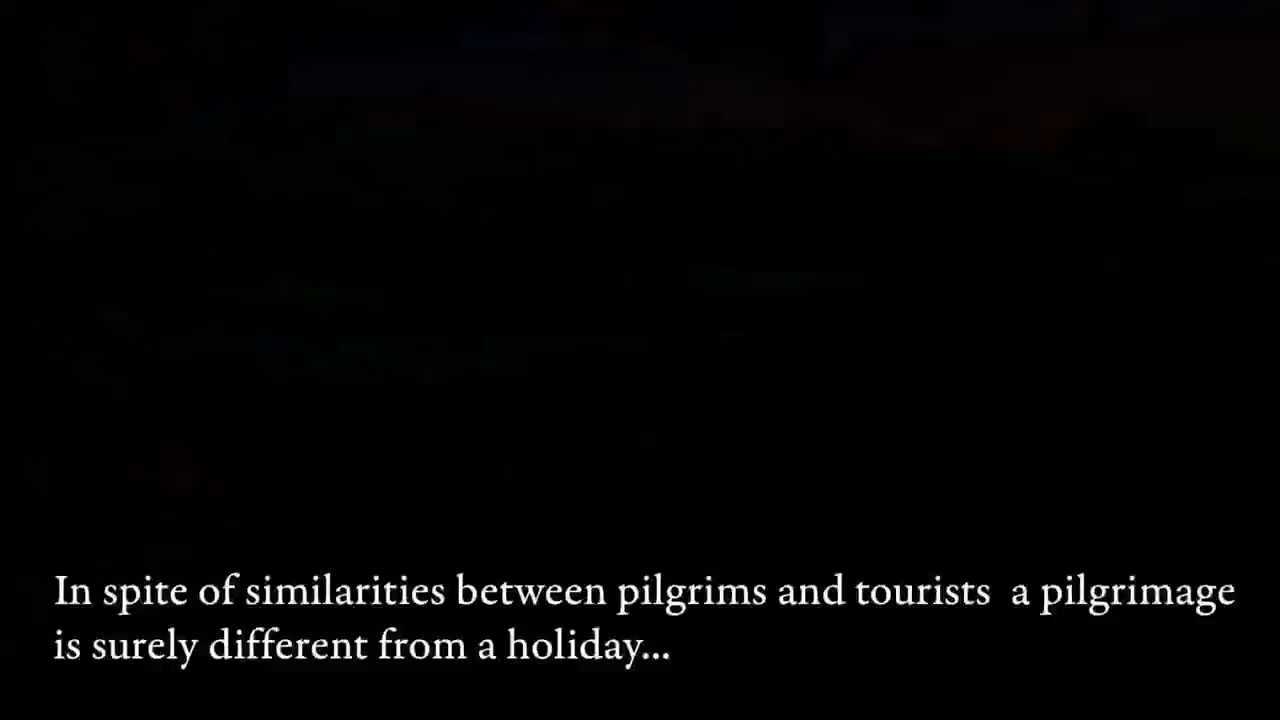 In spite of similarities between pilgrims and tourists  a pilgrimage
is surely different from a holiday...